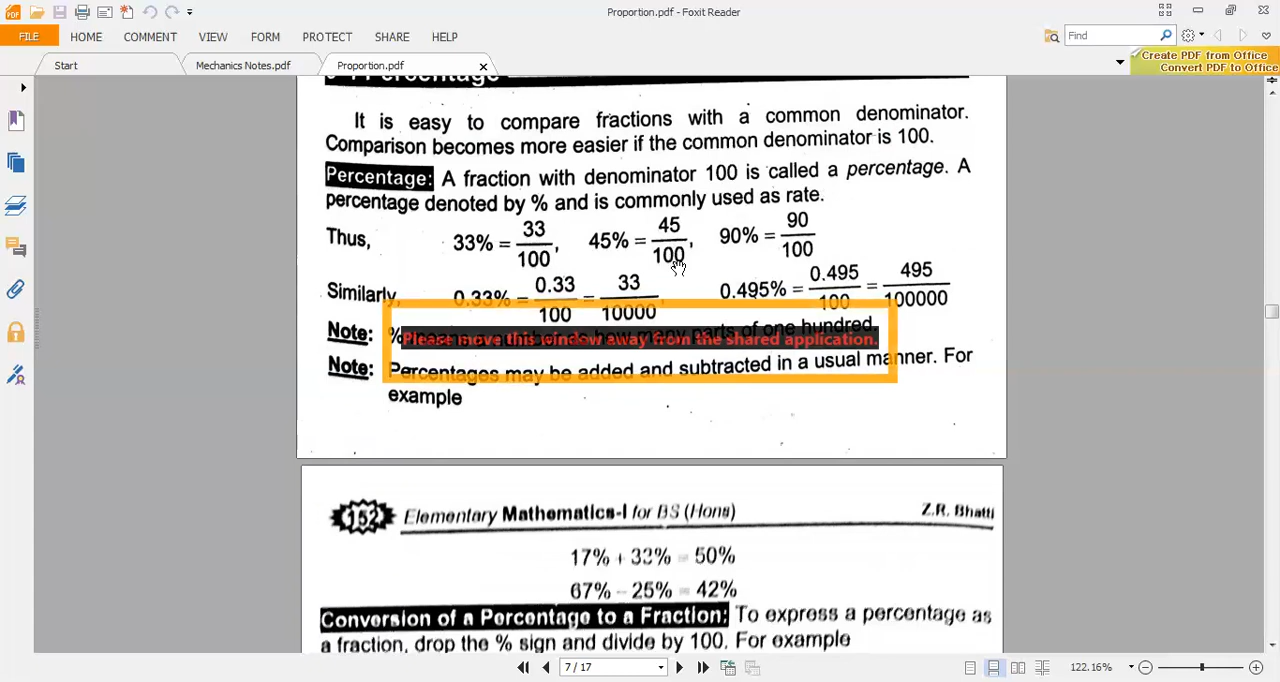 Proportion.pdf - Foxit Reader
FILE HOME COMMENT VIEW FORM PROTECT SHARE HELP
Find
Create PDF from Office
Convert PDF to Office
Start Mechanics Notes.pdf Proportion.pdf
Percentage
It is easy to compare fractions with a common denominator.
Comparison becomes more easier if the common denominator is 100.
Percentage: A fraction with denominator 100 is called a percentage. A
percentage denoted by % and is commonly used as rate.
Thus, 33% = 33/100, 45% = 45/100, 90% = 90/100
Similarly, 0.33% = 0.33/100 = 33/10000, 0.495% = 0.495/100 = 495/100000
Note: % means how many parts of one hundred.
Please move this window away from the shared application.
Note: Percentages may be added and subtracted in a usual manner. For
example
152 Elementary Mathematics-I for BS (Hons) Z.R. Bhatti
17% + 33% = 50%
67% - 25% = 42%
Conversion of a Percentage to a Fraction: To express a percentage as
a fraction, drop the % sign and divide by 100. For example
7 / 17
122.16%